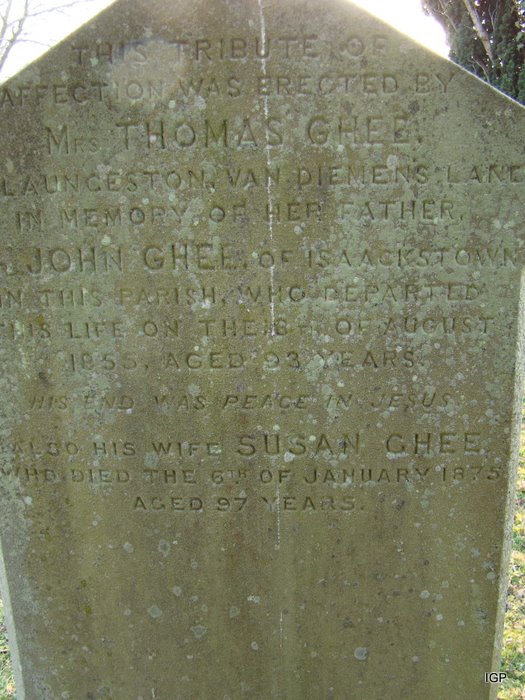 THIS TRIBUTE OF
AFFECTION WAS ERECTED BY
MRS THOMAS GHEE.
LAUNCESTON, VAN DIEMENS LAND
IN MEMORY OF HER FATHER,
JOHN GHEE, OF ISAACKSTOWN
IN THIS PARISH, WHO DEPARTED
THIS LIFE ON THE 8TH OF AUGUST
1855, AGED 93 YEARS.
HIS END WAS PEACE IN JESUS
ALSO HIS WIFE SUSAN GHEE,
WHO DIED THE 6TH OF JANUARY 1875
AGED 97 YEARS.
IGP